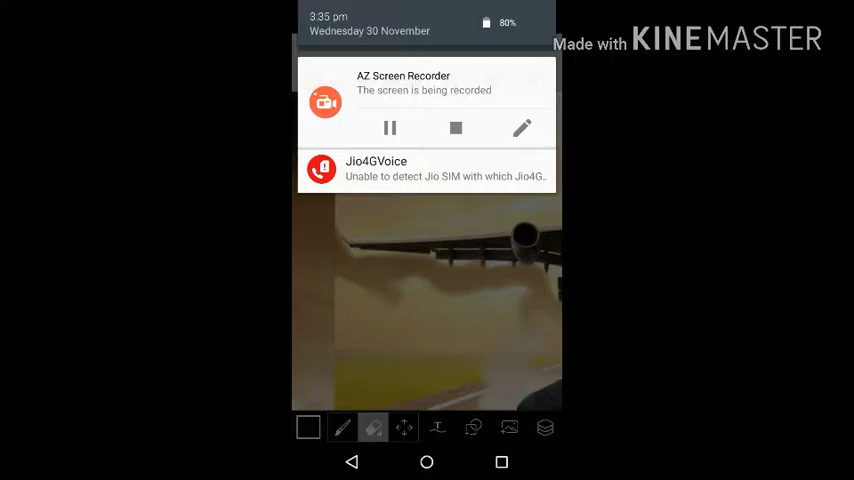 3:35 pm
80%
Wednesday 30 November
Made with KINEMASTER
AZ Screen Recorder
The screen is being recorded
Jio4GVoice
Unable to detect Jio SIM with which Jio4G..
T